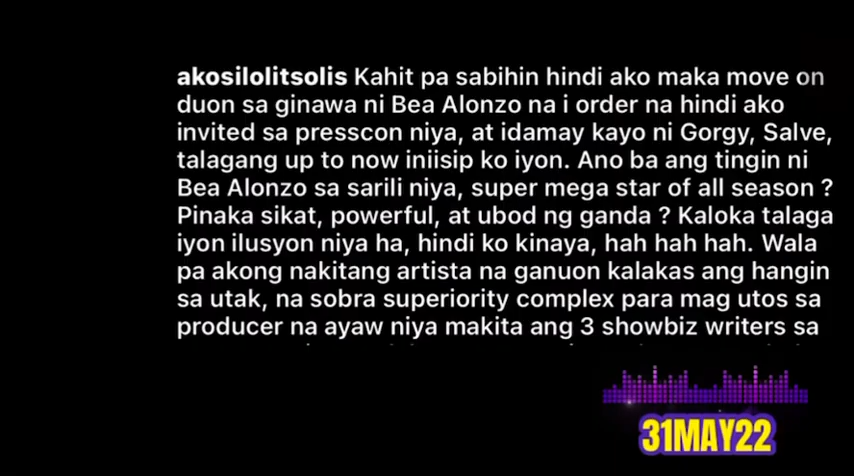 akosilolitsolis Kahit pa sabihin hindi ako maka move on
duon sa ginawa ni Bea Alonzo na i order na hindi ako
invited sa presscon niya, at idamay kayo ni Gorgy, Salve,
talagang up to now iniisip ko iyon. Ano ba ang tingin ni
Bea Alonzo sa sarili niya, super mega star of all season ?
Pinaka sikat, powerful, at ubod ng ganda ? Kaloka talaga
iyon ilusyon niya ha, hindi ko kinaya, hah hah hah. Wala
pa akong nakitang artista na ganuon kalakas ang hangin
sa utak, na sobra superiority complex para mag utos sa
producer na ayaw niya makita ang 3 showbiz writers sa
31MAY22